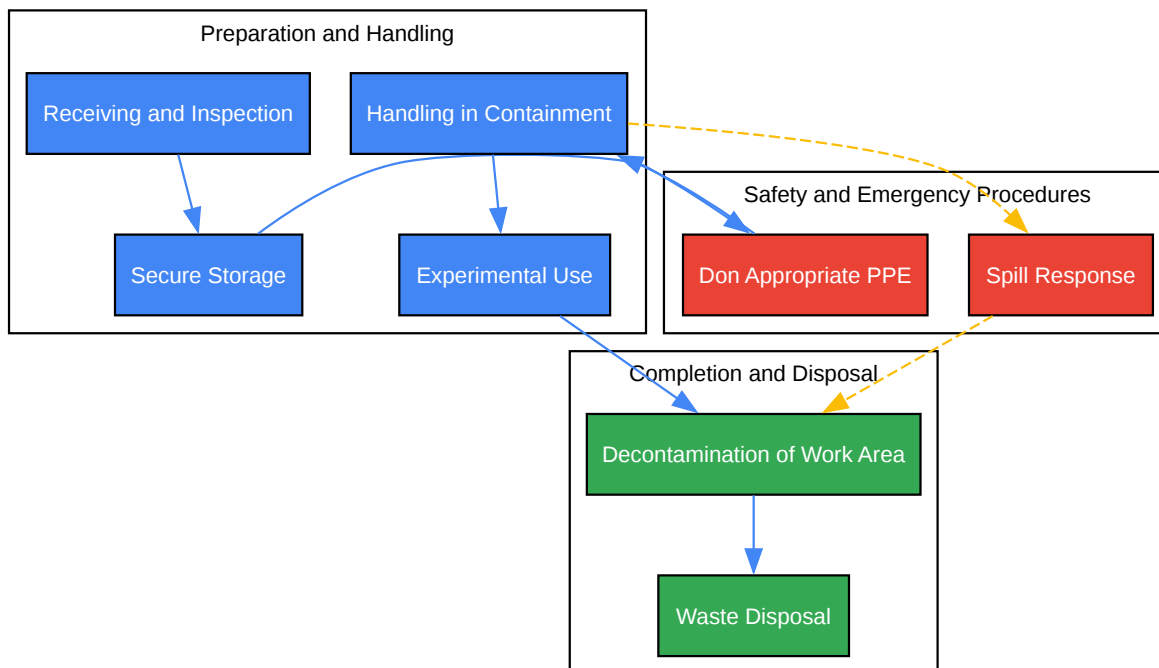 Preparation and Handling
Receiving and Inspection
Handling in Containment
Safety and Emergency Procedures
Secure Storage
Experimental Use
Don Appropriate PPE
Spill Response
Completion and Disposal
Decontamination of Work Area
Waste Disposal